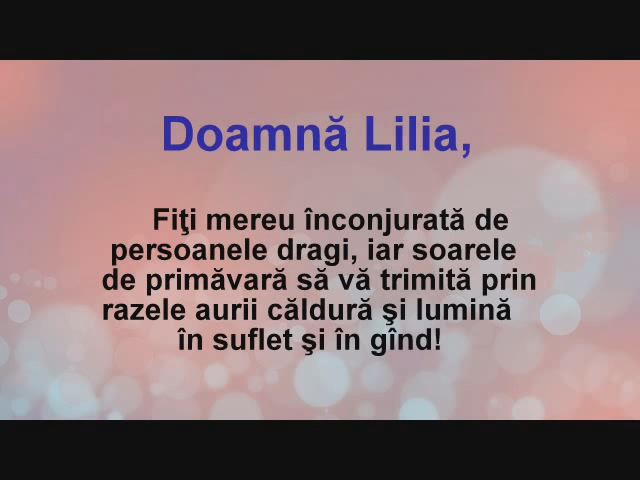 Doamnă Lilia,
Fiţi mereu înconjurată de
persoanele dragi, iar soarele
de primăvară să vă trimită prin
razele aurii căldură şi lumină
în suflet şi în gînd!